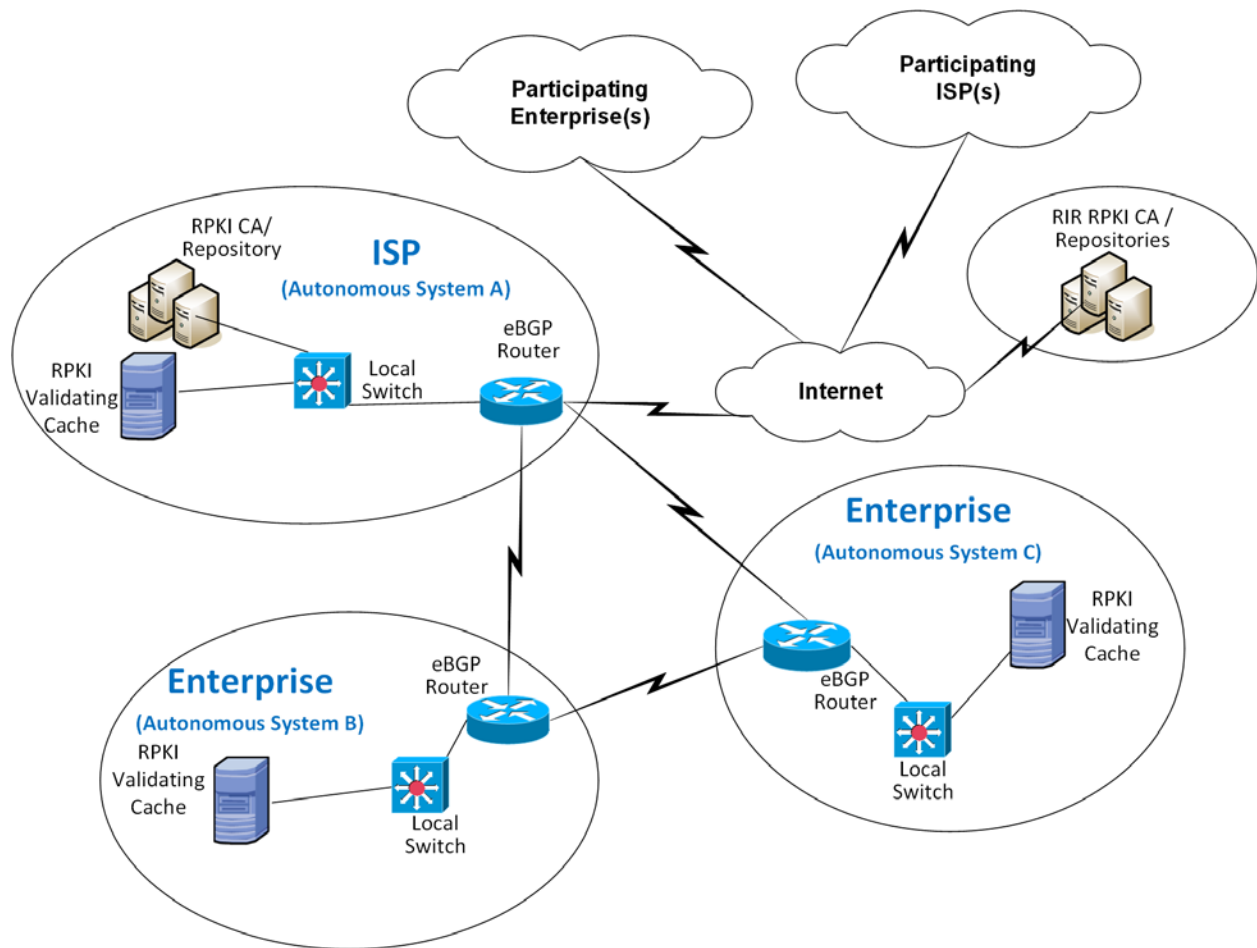 Participating
Enterprise(s)
Participating
ISP(s)
RPKI CA/
Repository
ISP
(Autonomous System A)
RIR RPKI CA /
Repositories
eBGP
Router
RPKI
Validating
Cache
Local
Switch
Internet
Enterprise
(Autonomous System C)
RPKI
Validating
Cache
eBGP
Router
Local
Switch
Enterprise
(Autonomous System B)
eBGP
Router
RPKI
Validating
Cache
Local
Switch